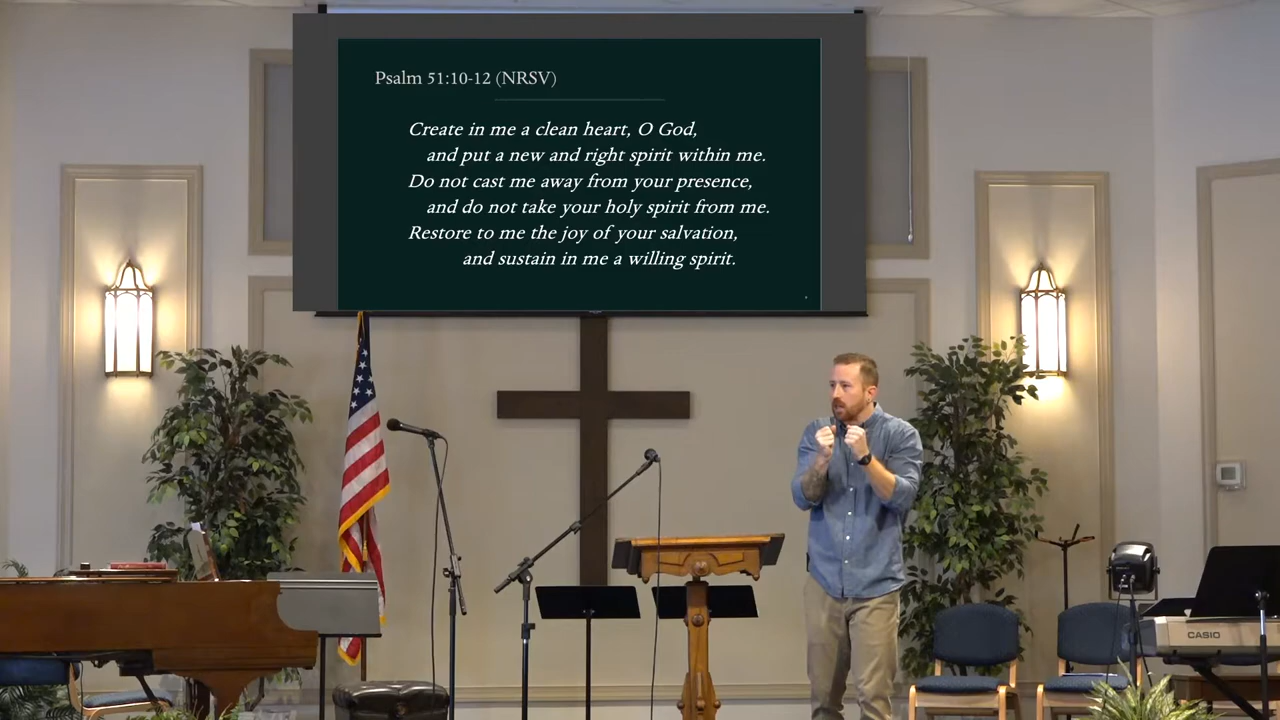 Psalm 51:10-12 (NRSV)
Create in me a clean heart, O God,
and put a new and right spirit within me.
Do not cast me away from your presence,
and do not take your holy spirit from me.
Restore to me the joy of your salvation,
and sustain in me a willing spirit.
CASIO